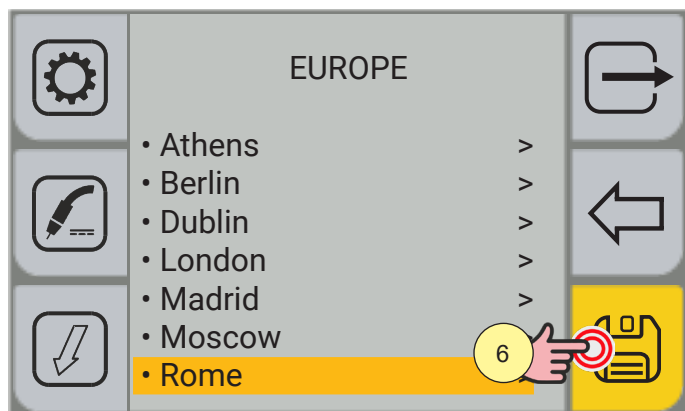 EUROPE
• Athens >
• Berlin >
• Dublin >
• London >
• Madrid >
• Moscow
• Rome
6